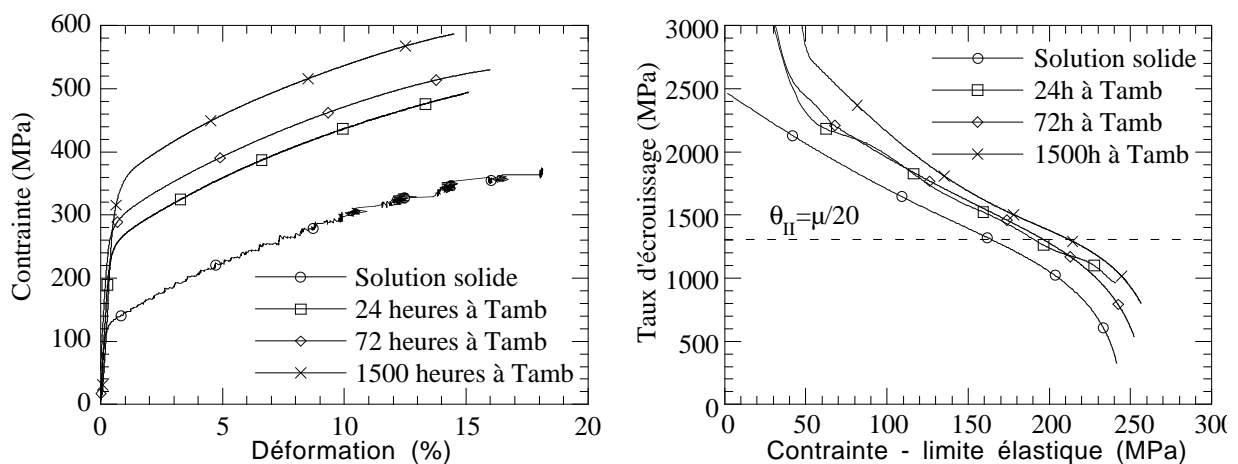 600
500
400
300
200
100
0
Contrainte (MPa)
Solution solide
24 heures à Tamb
72 heures à Tamb
1500 heures à Tamb
0
5
10
15
20
Déformation (%)
3000
2500
2000
1500
1000
500
0
Taux d'écrouissage (MPa)
Solution solide
24h à Tamb
72h à Tamb
1500h à Tamb
θII=μ/20
0
50
100
150
200
250
300
Contrainte - limite élastique (MPa)